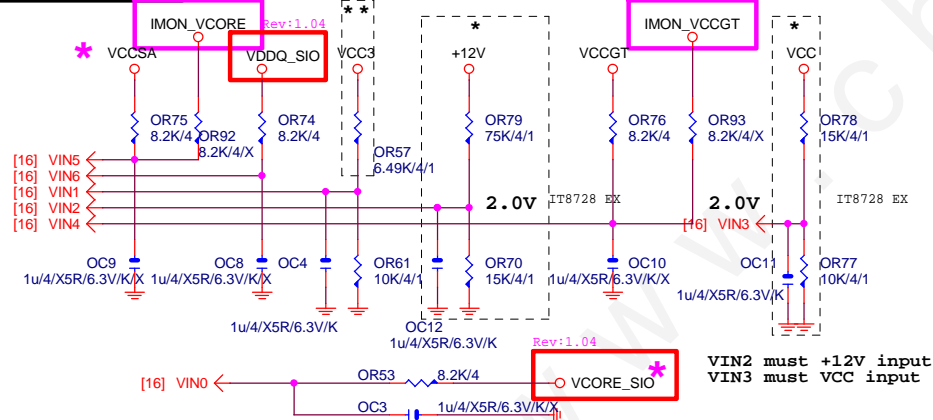 IMON_VCORE
Rev:1.04
**
*
IMON_VCCGT
*
*
VCCSA
VDDQ_SIO
VCC3
+12V
VCCGT
VCC
OR75
8.2K/4
OR92
8.2K/4/X
OR74
8.2K/4
OR57
6.49K/4/1
OR79
75K/4/1
OR76
8.2K/4
OR93
8.2K/4/X
OR78
15K/4/1
[16] VIN5
[16] VIN6
[16] VIN1
[16] VIN2
[16] VIN4
2.0V
IT8728 EX
2.0V
IT8728 EX
[16] VIN3
OC9
1u/4/X5R/6.3V/K/X
OC8
1u/4/X5R/6.3V/K/X
OC4
1u/4/X5R/6.3V/K
OR61
10K/4/1
OC12
1u/4/X5R/6.3V/K
OR70
15K/4/1
OC10
1u/4/X5R/6.3V/K/X
OC11
1u/4/X5R/6.3V/K
OR77
10K/4/1
Rev:1.04
[16] VIN0
OR53
8.2K/4
VCORE_SIO
*
OC3
1u/4/X5R/6.3V/K/X
VIN2 must +12V input
VIN3 must VCC input